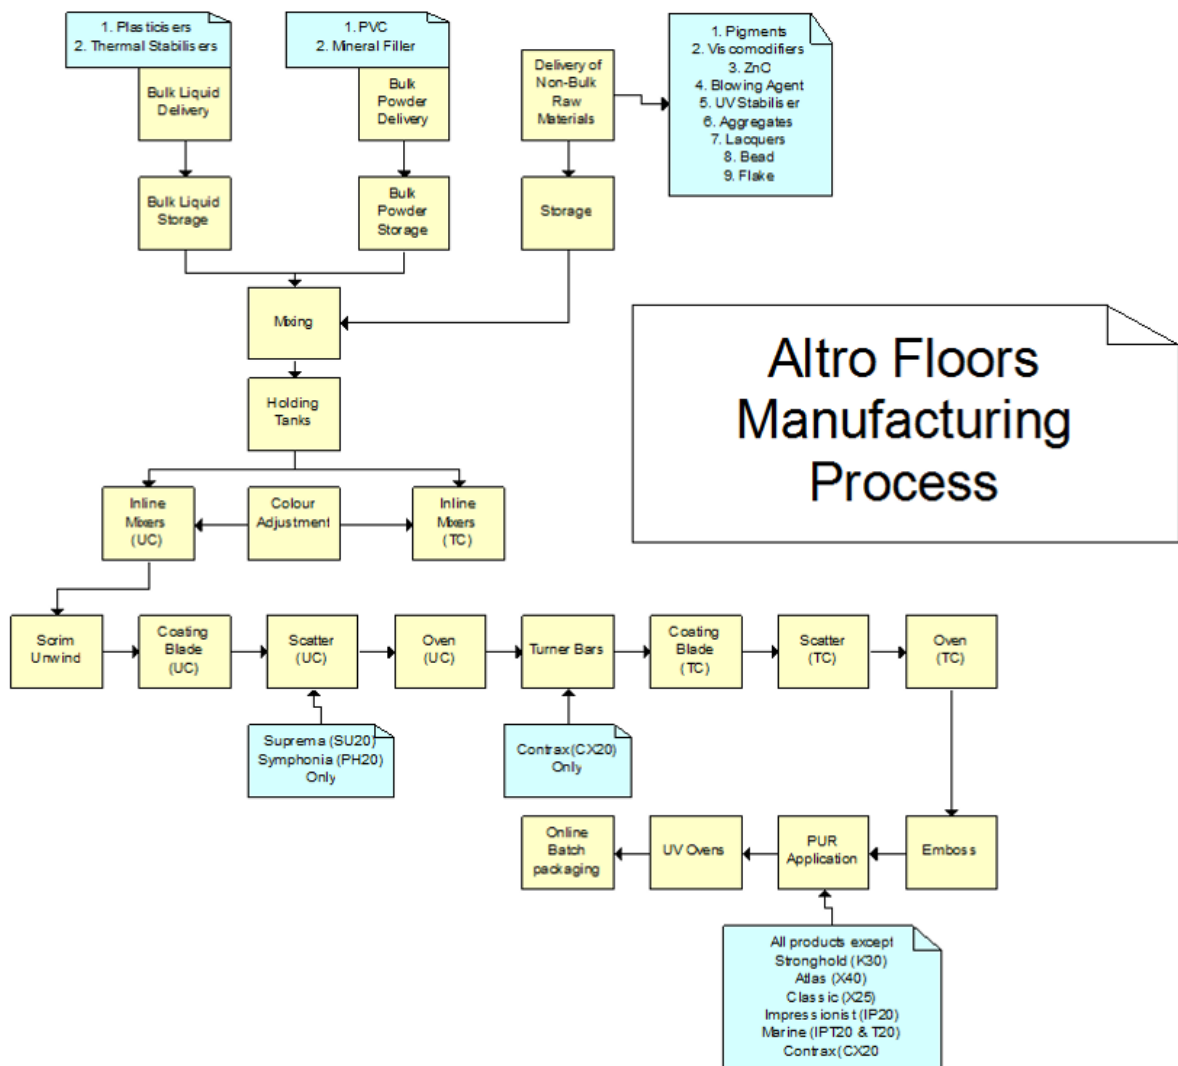 1. Plasticisers
2. Thermal Stabilisers
1. PVC
2. Mineral Filler
1. Pigments
2. Viscomodifiers
3. ZnO
4. Blowing Agent
5. UV Stabiliser
6. Aggregates
7. Lacquers
8. Bead
9. Flake
Bulk Liquid
Delivery
Bulk
Powder
Delivery
Delivery of
Non-Bulk
Raw
Materials
Bulk Liquid
Storage
Bulk
Powder
Storage
Storage
Mixing
Altro Floors
Manufacturing
Process
Holding
Tanks
Inline
Mixers
(UC)
Colour
Adjustment
Inline
Mixers
(TC)
Scrim
Unwind
Coating
Blade
(UC)
Scatter
(UC)
Oven
(UC)
Turner Bars
Coating
Blade
(TC)
Scatter
(TC)
Oven
(TC)
Suprema (SU20)
Symphonia (PH20)
Only
Contrax(CX20)
Only
Online
Batch
packaging
UV Ovens
PUR
Application
Emboss
All products except
Stronghold (K30)
Atlas (X40)
Classic (X25)
Impressionist (IP20)
Marine (IPT20 & T20)
Contrax(CX20